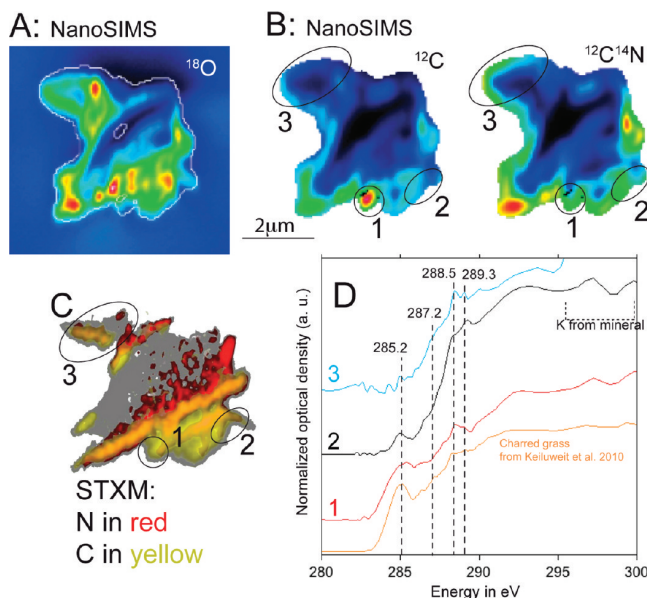 A: NanoSIMS
18O
3
B: NanoSIMS
12C
12C14N
3
1
2
1
2
2μm
C
3
1
2
STXM:
N in red
C in yellow
D
288.5
289.3
287.2
285.2
K from mineral
3
2
1
Charred grass
from Keiluweit et al. 2010
Normalized optical density (a. u.)
280
285
290
295
300
Energy in eV